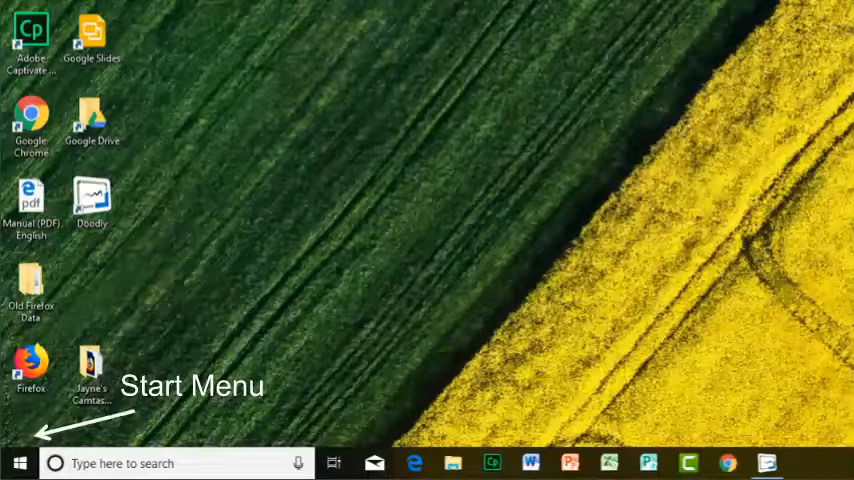 Cp
Adobe
Captivate ...
Google Slides
Google
Chrome
Google Drive
pdf
Manual (PDF)
English
Doodly
Old Firefox
Data
Firefox
Jayne's
Camtas...
Start Menu
Type here to search
Cp